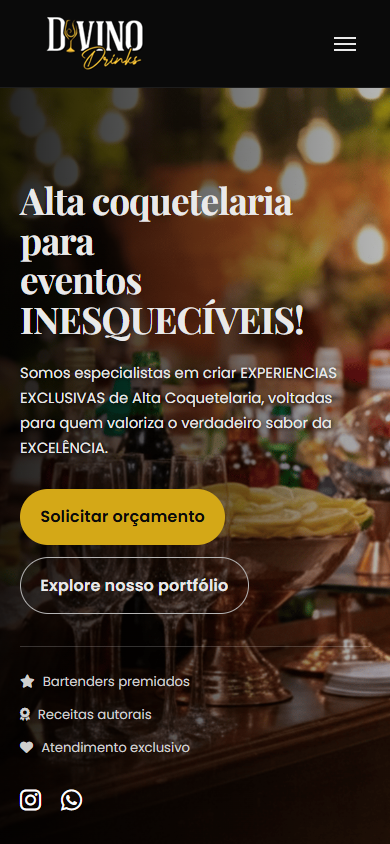 DVINO
Drinks
Alta coquetelaria
para
eventos
INESQUECÍVEIS!
Somos especialistas em criar EXPERIENCIAS
EXCLUSIVAS de Alta Coquetelaria, voltadas
para quem valoriza o verdadeiro sabor da
EXCELÊNCIA.
Solicitar orçamento
Explore nosso portfólio
Bartenders premiados
Receitas autorais
Atendimento exclusivo